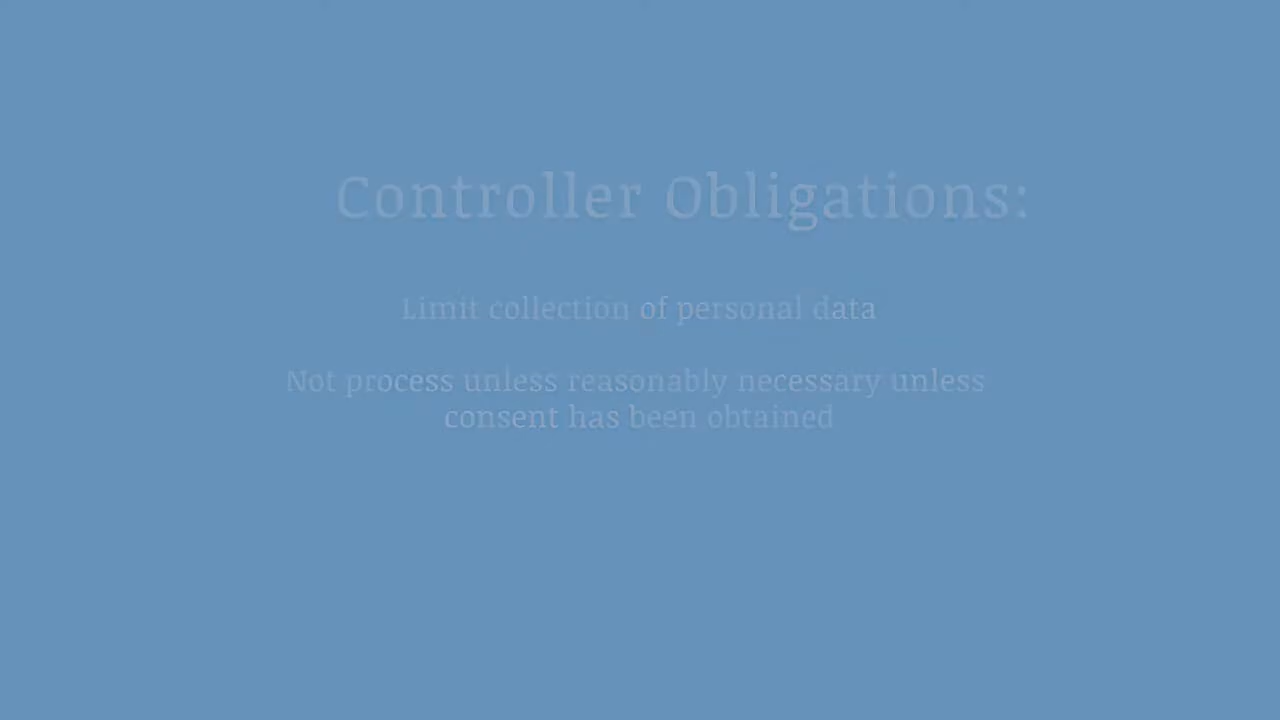 Controller Obligations:
Limit collection of personal data
Not process unless reasonably necessary unless
consent has been obtained